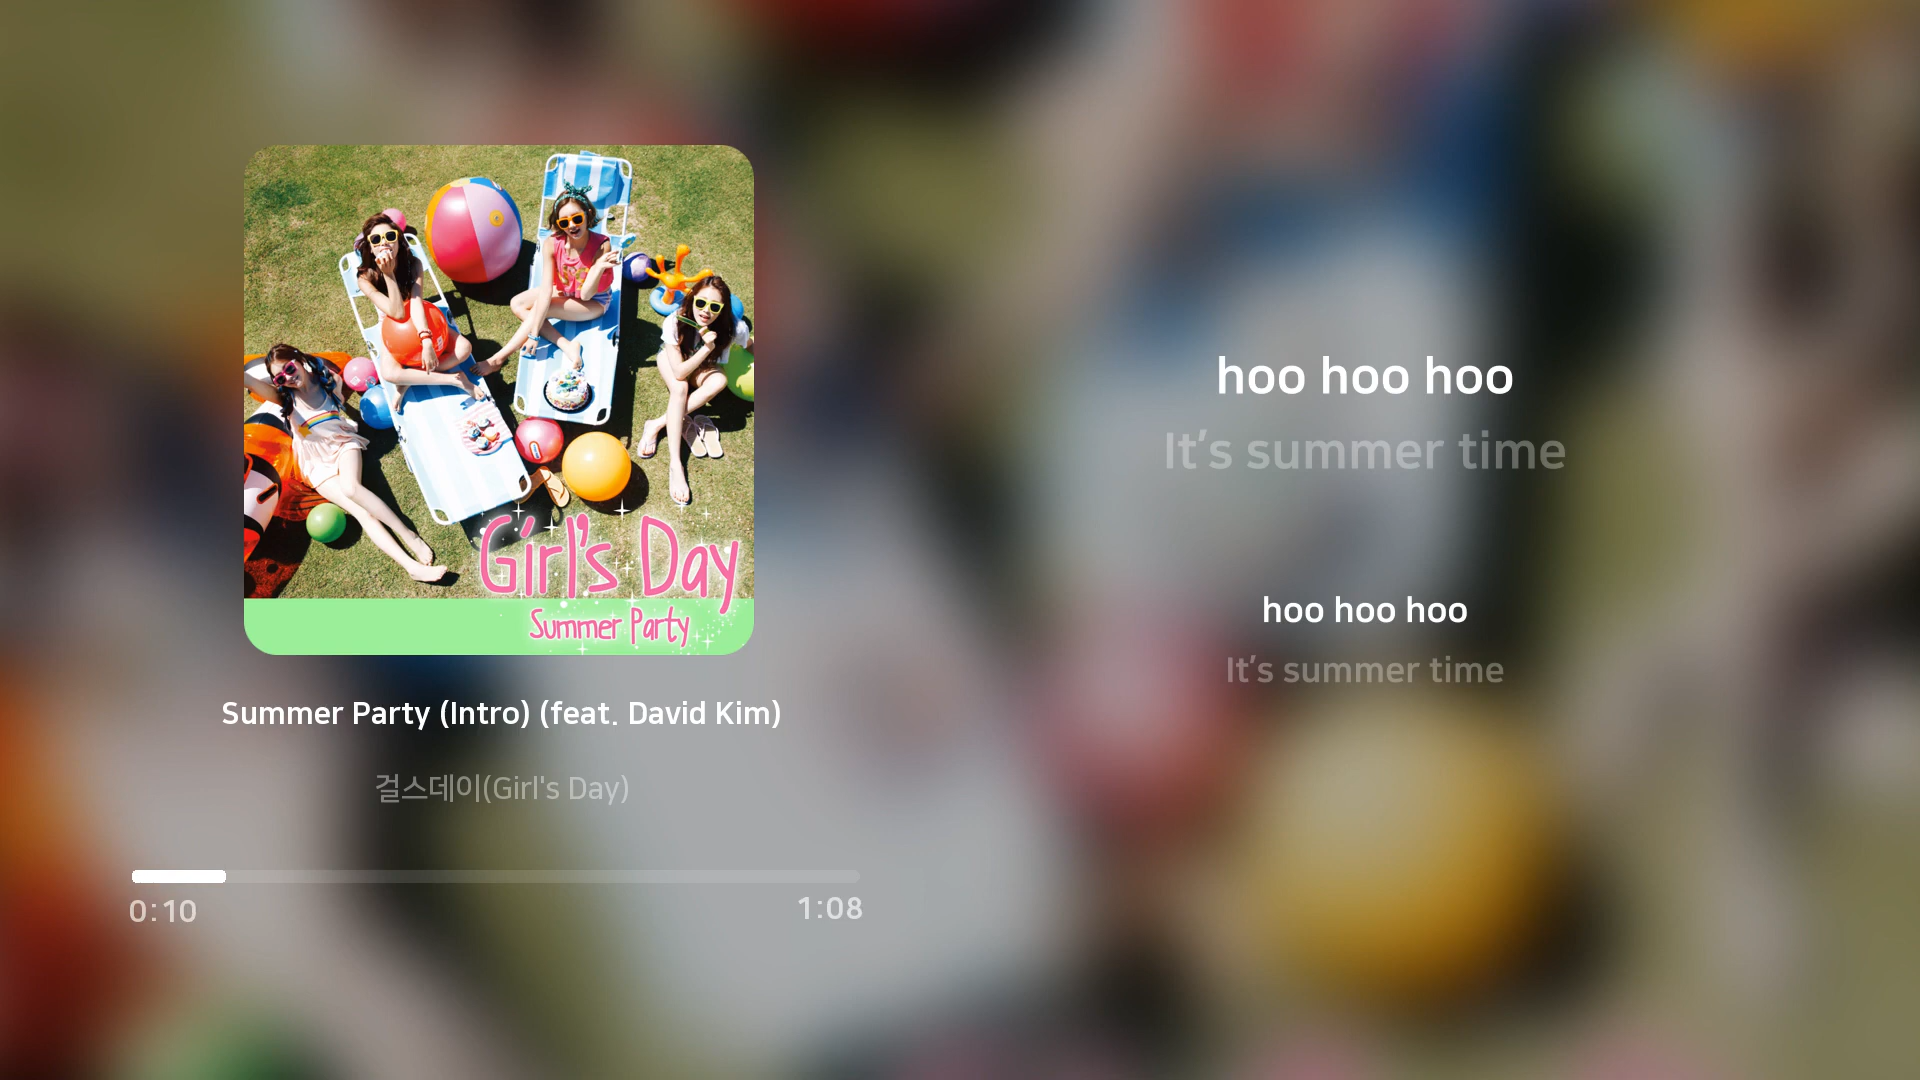 Girl's Day
Summer Party
Summer Party (Intro) (feat. David Kim)
걸스데이(Girl's Day)
0:10
1:08
hoo hoo hoo
It's summer time
hoo hoo hoo
It's summer time